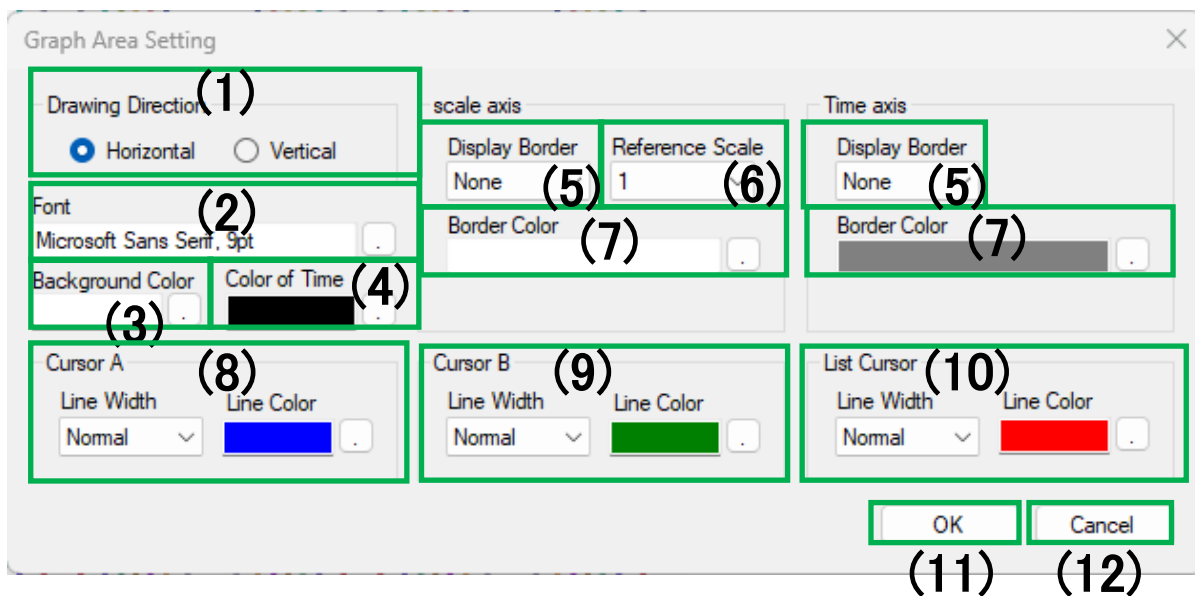 Graph Area Setting
(1)
Drawing Direction
Horizontal
Vertical
(2)
Font
Microsoft Sans Serif, 9pt
.
Background Color
(3)
.
Color of Time
(4)
.
scale axis
Display Border
None
(5)
Reference Scale
1
(6)
Border Color
(7)
.
Time axis
Display Border
None
(5)
Border Color
(7)
.
Cursor A
(8)
Line Width
Line Color
Normal
.
Cursor B
(9)
Line Width
Line Color
Normal
.
List Cursor
(10)
Line Width
Line Color
Normal
.
OK
Cancel
(11)
(12)